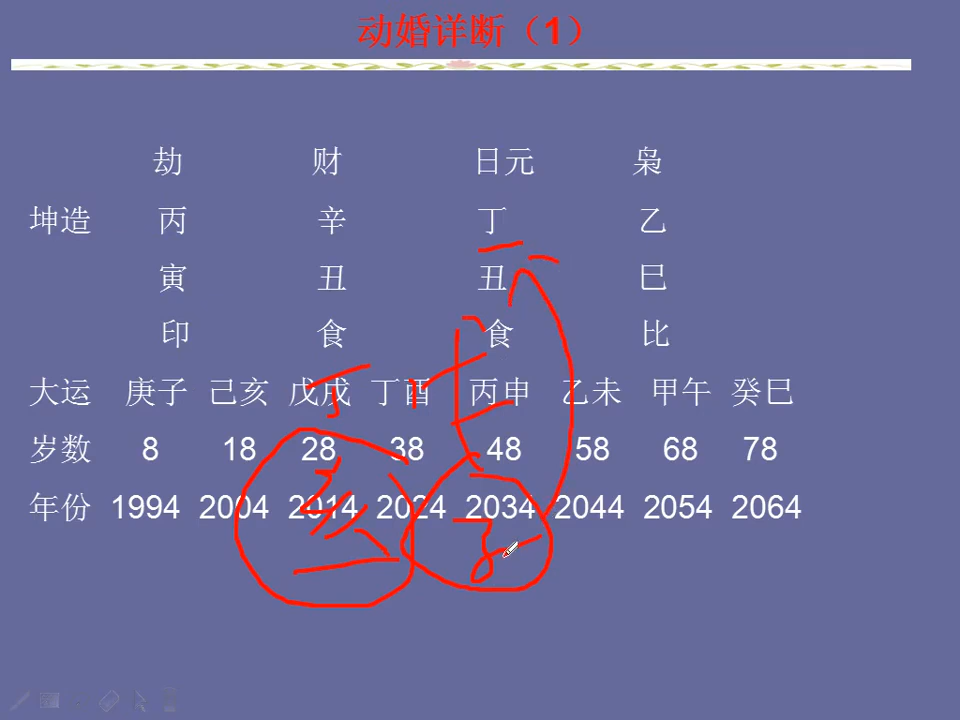 动婚详断（1）
劫 财 日元 枭
坤造 丙 辛 丁 乙
寅 丑 丑 巳
印 食 食 比
大运 庚子 己亥 戊戌 丁酉 丙申 乙未 甲午 癸巳
岁数 8 18 28 38 48 58 68 78
年份 1994 2004 2014 2024 2034 2044 2054 2064
丁
亥 子